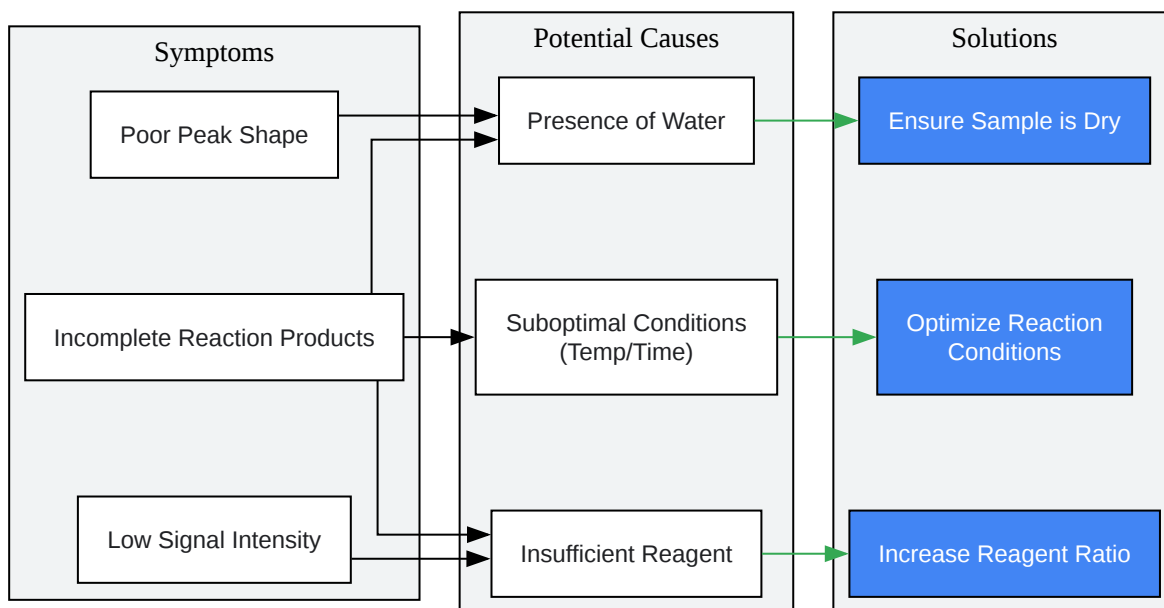 Symptoms
Poor Peak Shape
Incomplete Reaction Products
Low Signal Intensity
Potential Causes
Presence of Water
Suboptimal Conditions
(Temp/Time)
Insufficient Reagent
Solutions
Ensure Sample is Dry
Optimize Reaction
Conditions
Increase Reagent Ratio